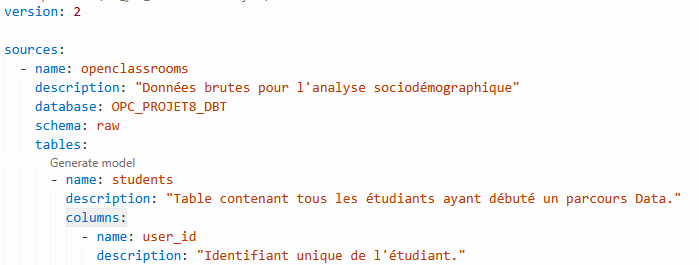 version: 2
sources:
- name: openclassrooms
description: "Données brutes pour l'analyse sociodémographique"
database: OPC_PROJET8_DBT
schema: raw
tables:
Generate model
- name: students
description: "Table contenant tous les étudiants ayant débuté un parcours Data."
columns:
- name: user_id
description: "Identifiant unique de l'étudiant."